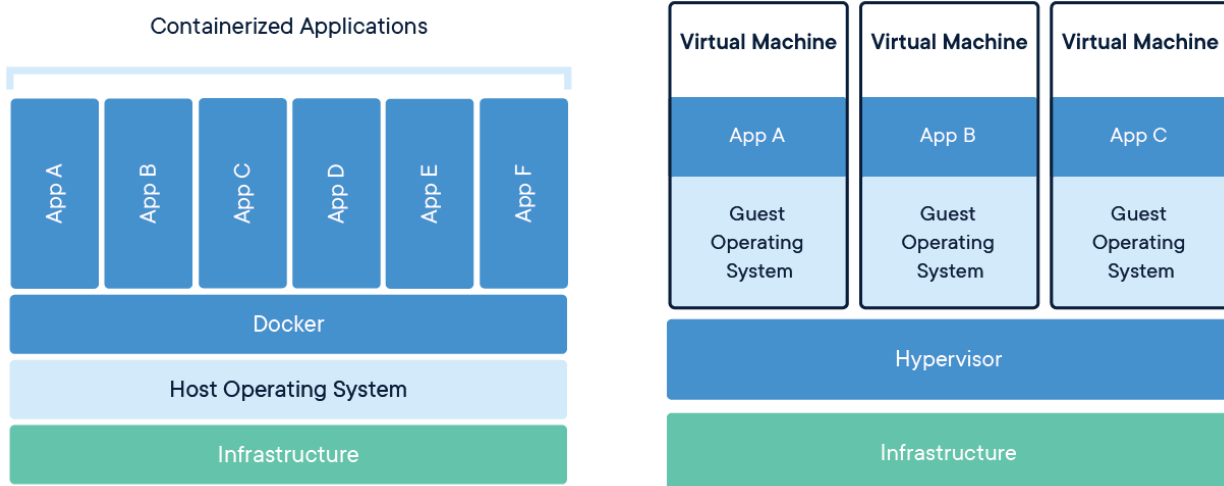 Containerized Applications
App A
App B
App C
App D
App E
App F
Docker
Host Operating System
Infrastructure
Virtual Machine
App A
Guest
Operating
System
Virtual Machine
App B
Guest
Operating
System
Virtual Machine
App C
Guest
Operating
System
Hypervisor
Infrastructure